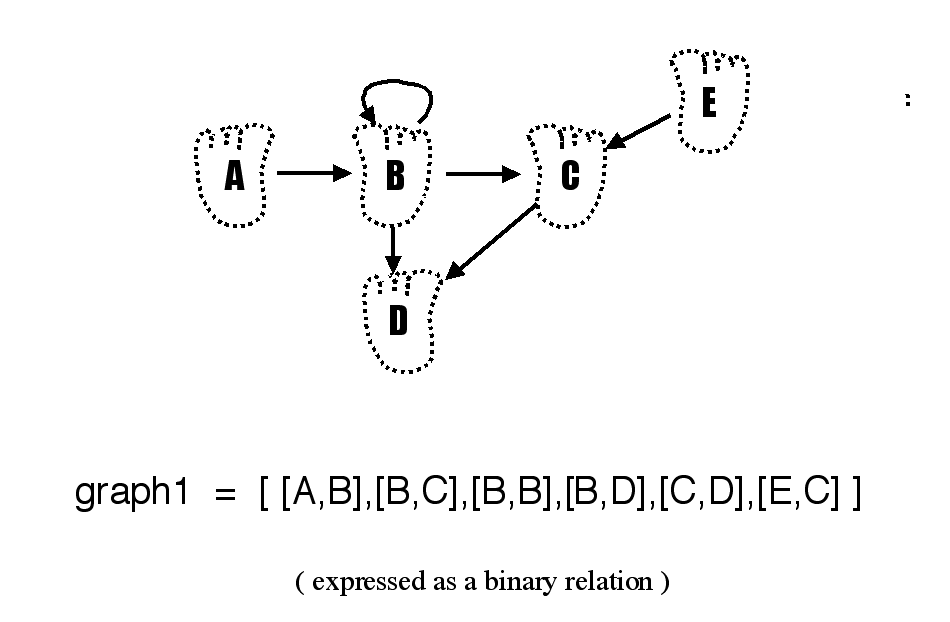 E
A B C
D
graph1 = [ [A,B],[B,C],[B,B],[B,D],[C,D],[E,C] ]
( expressed as a binary relation )